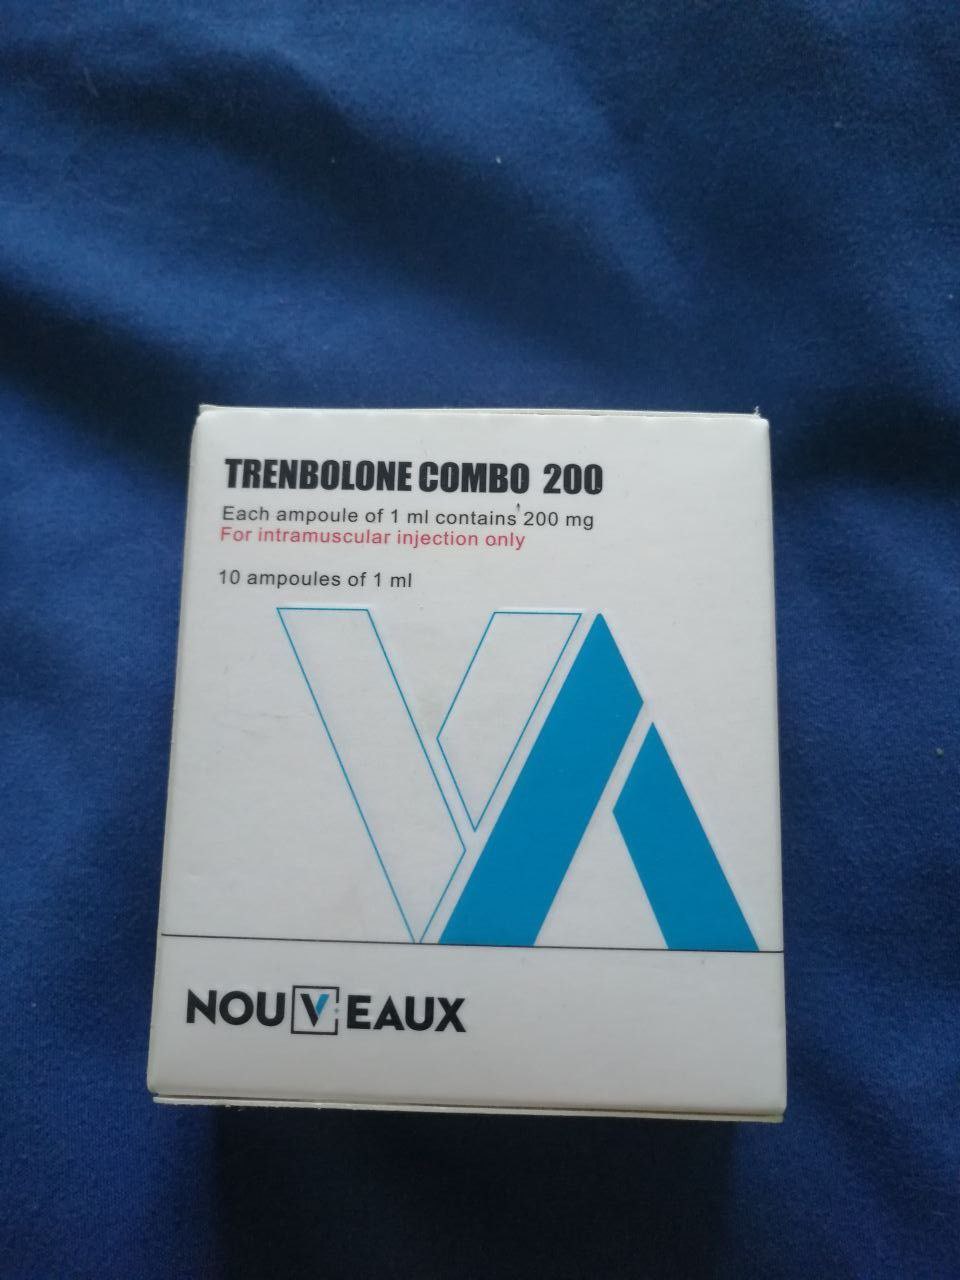 TRENBOLONE COMBO 200
Each ampoule of 1 ml contains 200 mg
For intramuscular injection only
10 ampoules of 1 ml
NOUVEAUX